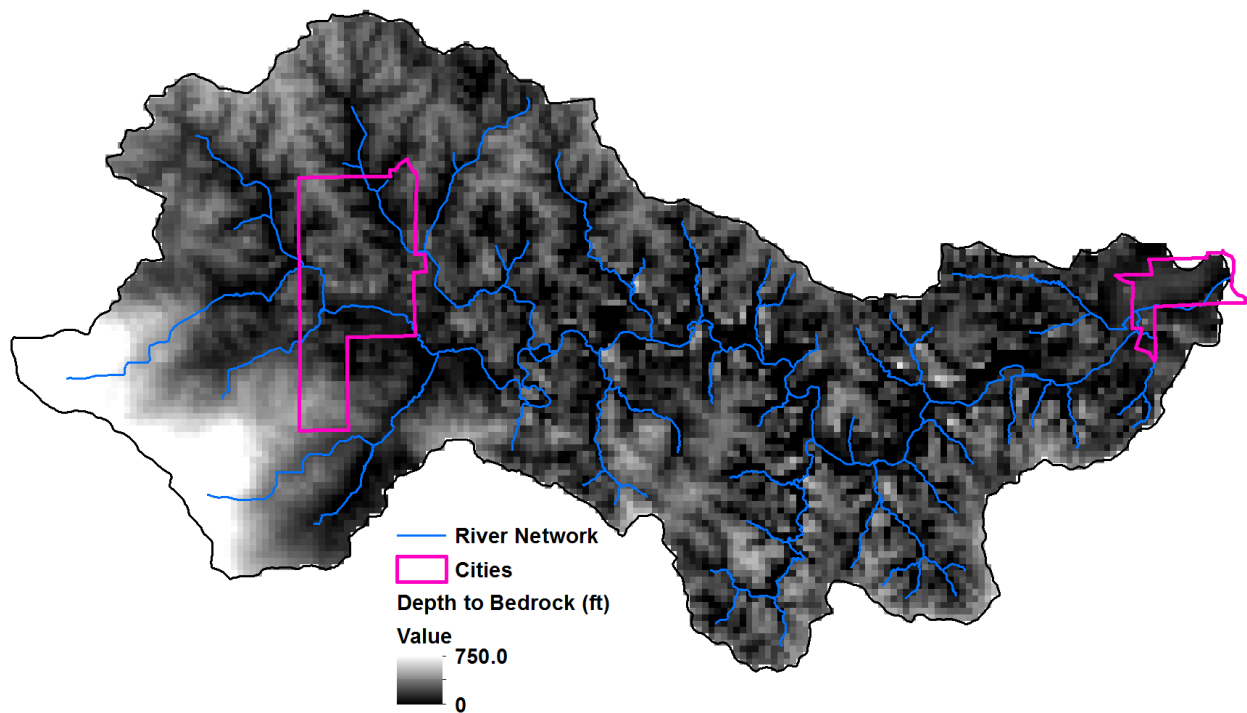 River Network
Cities
Depth to Bedrock (ft)
Value
750.0
0